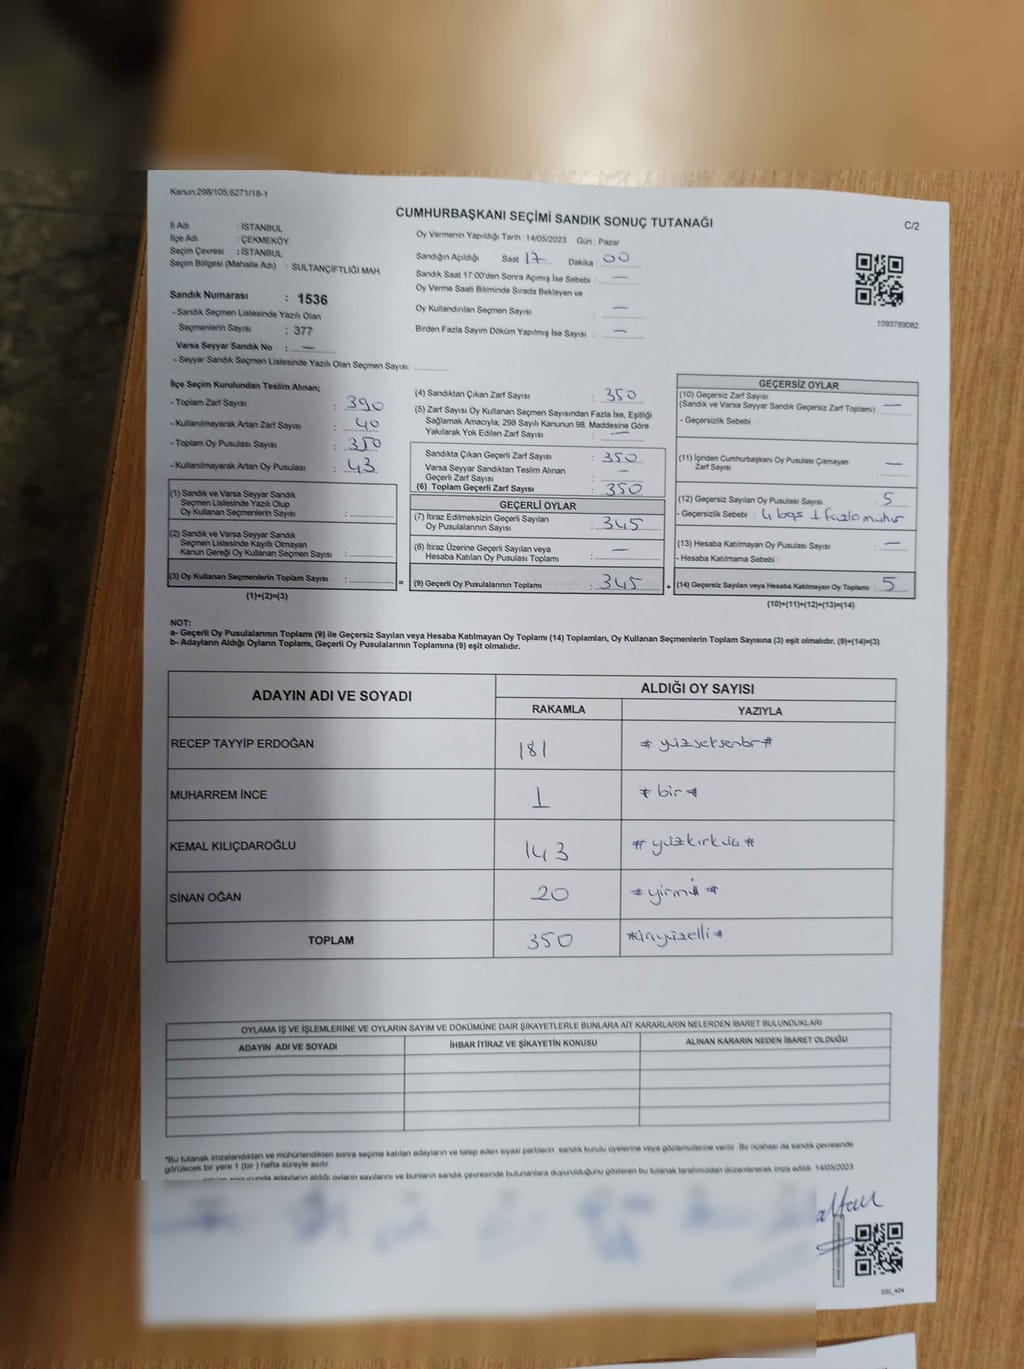 Kanun;298/105;6271/18-1
CUMHURBAŞKANI SEÇİMİ SANDIK SONUÇ TUTANAĞI
C/2
İl Adı : İSTANBUL
İlçe Adı : ÇEKMEKÖY
Seçim Çevresi : İSTANBUL
Seçim Bölgesi (Mahalle Adı) : SULTANÇİFTLİĞİ MAH.
Sandık Numarası : 1536
- Sandık Seçmen Listesinde Yazılı Olan
Seçmenlerin Sayısı : 377
Varsa Seyyar Sandık No : —
- Seyyar Sandık Seçmen Listesinde Yazılı Olan Seçmen Sayısı:
Oy Vermenin Yapıldığı Tarih : 14/05/2023 Gün : Pazar
Sandığın Açıldığı Saat 17 Dakika : 00
Sandık Saat 17:00'den Sonra Açımış İse Sebebi : —
Oy Verme Saati Bitiminde Sırada Bekleyen ve
Oy Kullandırılan Seçmen Sayısı : —
Birden Fazla Sayım Döküm Yapılmış İse Sayısı : —
1093789082
İlçe Seçim Kurulundan Teslim Alınan;
- Toplam Zarf Sayısı : 390
- Kullanılmayarak Artan Zarf Sayısı : 40
- Toplam Oy Pusulası Sayısı : 350
- Kullanılmayarak Artan Oy Pusulası : 43
(1) Sandık ve Varsa Seyyar Sandık
Seçmen Listesinde Yazılı Olup
Oy Kullanan Seçmenlerin Sayısı :
(2) Sandık ve Varsa Seyyar Sandık
Seçmen Listesinde Kayıtlı Olmayan
Kanun Gereği Oy Kullanan Seçmen Sayısı :
(3) Oy Kullanan Seçmenlerin Toplam Sayısı : =
(1)+(2)=(3)
(4) Sandıktan Çıkan Zarf Sayısı : 350
(5) Zarf Sayısı Oy Kullanan Seçmen Sayısından Fazla İse, Eşitliği
Sağlamak Amacıyla; 298 Sayılı Kanunun 98. Maddesine Göre
Yakılarak Yok Edilen Zarf Sayısı : —
Sandıkta Çıkan Geçerli Zarf Sayısı : 350
Varsa Seyyar Sandıktan Teslim Alınan
Geçerli Zarf Sayısı : —
(6) Toplam Geçerli Zarf Sayısı : 350
GEÇERLİ OYLAR
(7) İtiraz Edilmeksizin Geçerli Sayılan
Oy Pusulalarının Sayısı : 345
(8) İtiraz Üzerine Geçerli Sayılan veya
Hesaba Katılan Oy Pusulası Toplamı : —
(9) Geçerli Oy Pusulalarının Toplamı : 345 +
GEÇERSİZ OYLAR
(10) Geçersiz Zarf Sayısı
(Sandık ve Varsa Seyyar Sandık Geçersiz Zarf Toplamı) —
- Geçersizlik Sebebi :
(11) İçinden Cumhurbaşkanı Oy Pusulası Çıkmayan
Zarf Sayısı —
(12) Geçersiz Sayılan Oy Pusulası Sayısı 5
- Geçersizlik Sebebi : 4 boş 1 fazla mühür
(13) Hesaba Katılmayan Oy Pusulası Sayısı : —
- Hesaba Katılmama Sebebi :
(14) Geçersiz Sayılan veya Hesaba Katılmayan Oy Toplamı : 5
(10)+(11)+(12)+(13)=(14)
NOT:
a- Geçerli Oy Pusulalarının Toplamı (9) ile Geçersiz Sayılan veya Hesaba Katılmayan Oy Toplamı (14) Toplamları, Oy Kullanan Seçmenlerin Toplam Sayısına (3) eşit olmalıdır. (9)+(14)=(3)
b- Adayların Aldığı Oyların Toplamı, Geçerli Oy Pusulalarının Toplamına (9) eşit olmalıdır.
ADAYIN ADI VE SOYADI
ALDIĞI OY SAYISI
RAKAMLA YAZIYLA
RECEP TAYYİP ERDOĞAN 181 # yüzseksenbir #
MUHARREM İNCE 1 # bir #
KEMAL KILIÇDAROĞLU 143 # yüzkırküç #
SİNAN OĞAN 20 # yirmi #
TOPLAM 350 #üçyüzelli#
OYLAMA İŞ VE İŞLEMLERİNE VE OYLARIN SAYIM VE DÖKÜMÜNE DAİR ŞİKAYETLERLE BUNLARA AİT KARARLARIN NELERDEN İBARET BULUNDUKLARI
ADAYIN ADI VE SOYADI İHBAR İTİRAZ VE ŞİKAYETİN KONUSU ALINAN KARARIN NEDEN İBARET OLDUĞU
*Bu tutanak imzalandıktan ve mühürlendikten sonra seçime katılan adayların ve talep eden siyasi partilerin sandık kurulu üyelerine veya gözlemcilerine verilir. Bir nüshası da sandık çevresinde
görülecek bir yere 1 (bir) hafta süreyle asılır.
sonucunda adayların aldığı oyların sayılarını ve bunların sandık çevresinde bulunanlara duyurulduğunu gösteren bu tutanak tarafımızdan düzenlenerek imza edildi. 14/05/2023